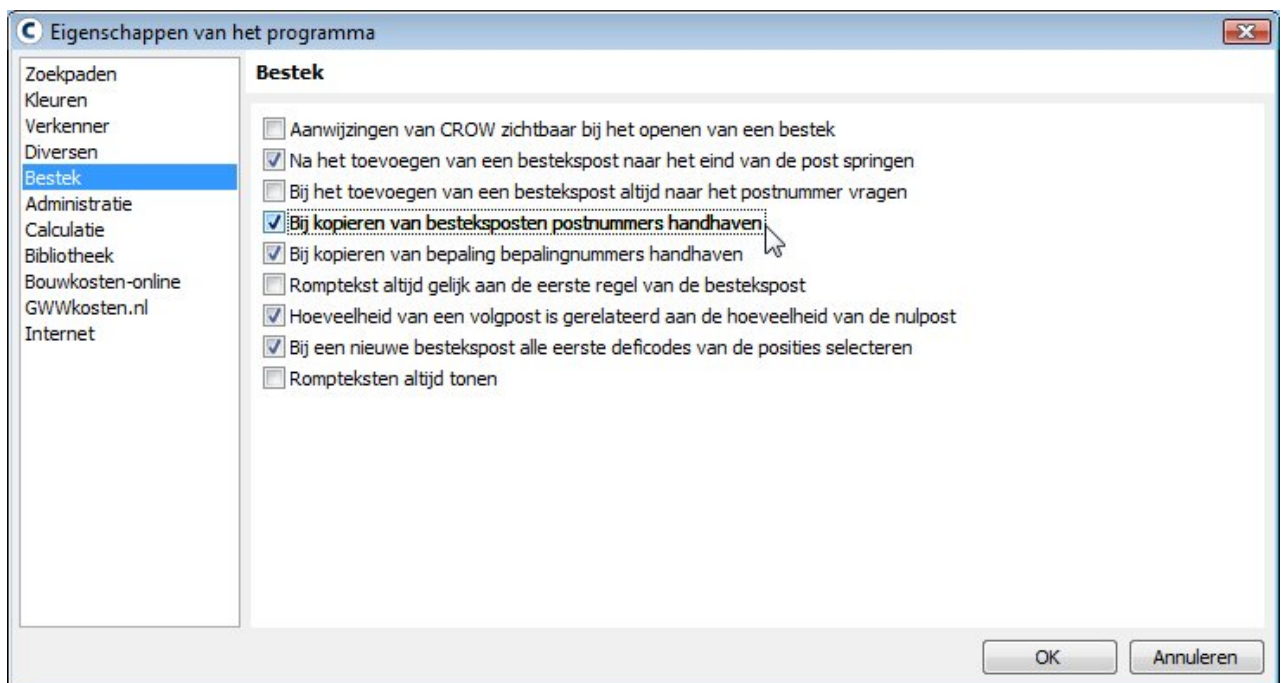 C Eigenschappen van het programma
Zoekpaden
Kleuren
Verkenner
Diversen
Bestek
Administratie
Calculatie
Bibliotheek
Bouwkosten-online
GWWkosten.nl
Internet
Bestek
Aanwijzingen van CROW zichtbaar bij het openen van een bestek
Na het toevoegen van een bestekspost naar het eind van de post springen
Bij het toevoegen van een bestekspost altijd naar het postnummer vragen
Bij kopieren van besteksposten postnummers handhaven
Bij kopieren van bepaling bepalingnummers handhaven
Romptekst altijd gelijk aan de eerste regel van de bestekspost
Hoeveelheid van een volgpost is gerelateerd aan de hoeveelheid van de nulpost
Bij een nieuwe bestekspost alle eerste deficodes van de posities selecteren
Rompteksten altijd tonen
OK
Annuleren